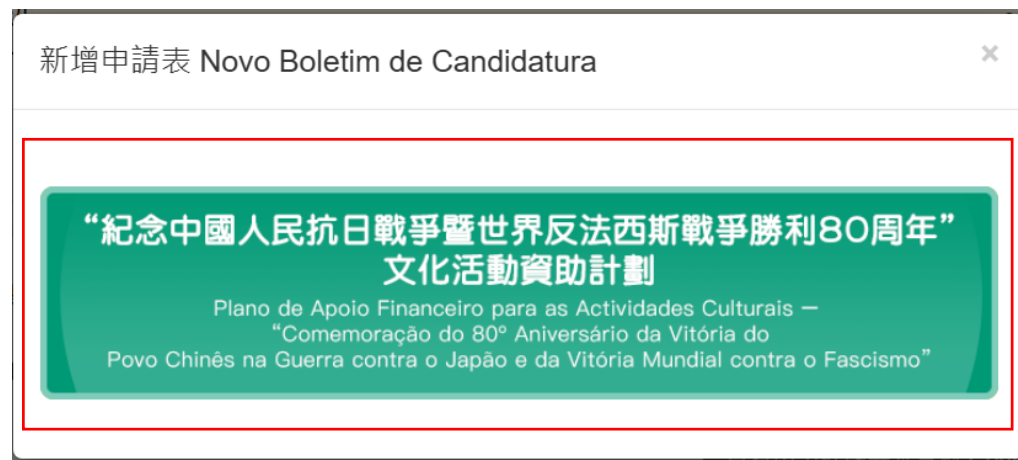 新增申請表 Novo Boletim de Candidatura
×
“紀念中國人民抗日戰爭暨世界反法西斯戰爭勝利80周年”
文化活動資助計劃
Plano de Apoio Financeiro para as Actividades Culturais —
“Comemoração do 80º Aniversário da Vitória do
Povo Chinês na Guerra contra o Japão e da Vitória Mundial contra o Fascismo”